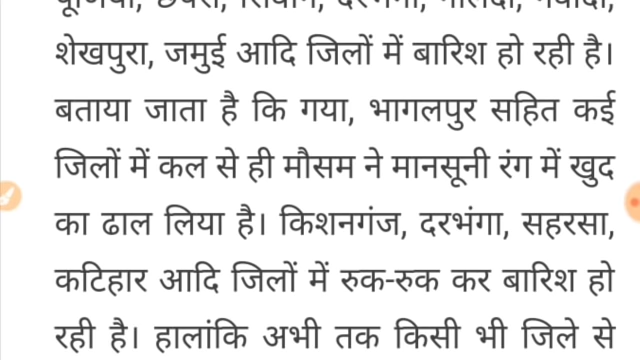 शेखपुरा, जमुई आदि जिलों में बारिश हो रही है।
बताया जाता है कि गया, भागलपुर सहित कई
जिलों में कल से ही मौसम ने मानसूनी रंग में खुद
का ढाल लिया है। किशनगंज, दरभंगा, सहरसा,
कटिहार आदि जिलों में रुक-रुक कर बारिश हो
रही है। हालांकि अभी तक किसी भी जिले से